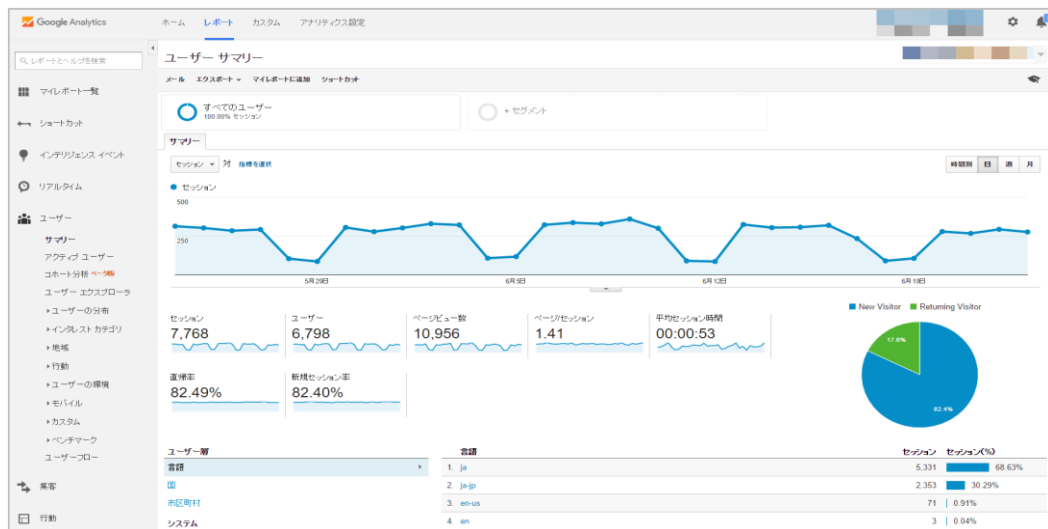 Google Analytics
ホーム レポート カスタム アナリティクス設定
レポートとヘルプを検索
ユーザー サマリー
メール エクスポート マイレポートに追加 ショートカット
マイレポート一覧
ショートカット
インテリジェンス イベント
リアルタイム
ユーザー
サマリー
アクティブ ユーザー
コホート分析 ベータ版
ユーザー エクスプローラ
ユーザーの分布
インタレスト カテゴリ
地域
行動
ユーザーの環境
モバイル
カスタム
ベンチマーク
ユーザーフロー
集客
行動
すべてのユーザー
100.00% セッション
+ セグメント
サマリー
セッション 対 指標を選択
時間別 日 週 月
セッション
500
250
5月29日 6月5日 6月12日 6月19日
New Visitor Returning Visitor
17.6%
82.4%
セッション
7,768
ユーザー
6,798
ページビュー数
10,956
ページ/セッション
1.41
平均セッション時間
00:00:53
直帰率
82.49%
新規セッション率
82.40%
ユーザー層
言語
国
市区町村
システム
言語 セッション セッション(%)
1. ja 5,331 68.63%
2. ja-jp 2,353 30.29%
3. en-us 71 0.91%
4. en 3 0.04%